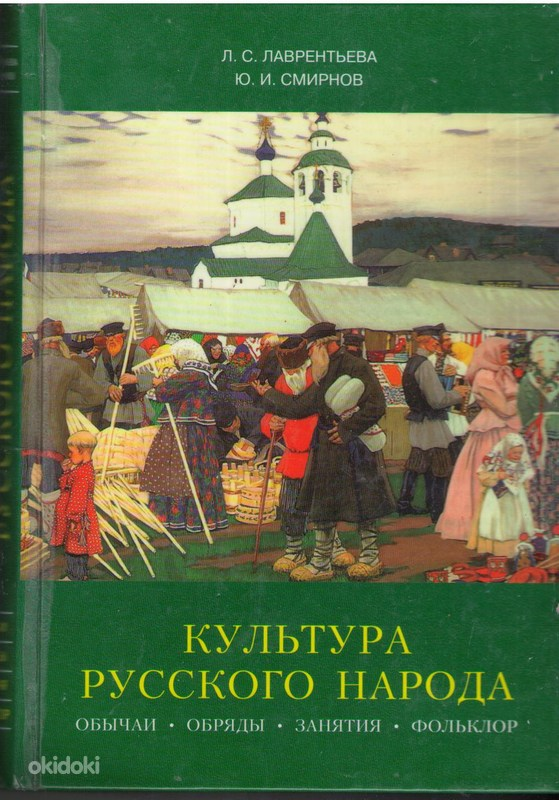 Л. С. ЛАВРЕНТЬЕВА
Ю. И. СМИРНОВ
КУЛЬТУРА
РУССКОГО НАРОДА
ОБЫЧАИ • ОБРЯДЫ • ЗАНЯТИЯ • ФОЛЬКЛОР
okidoki